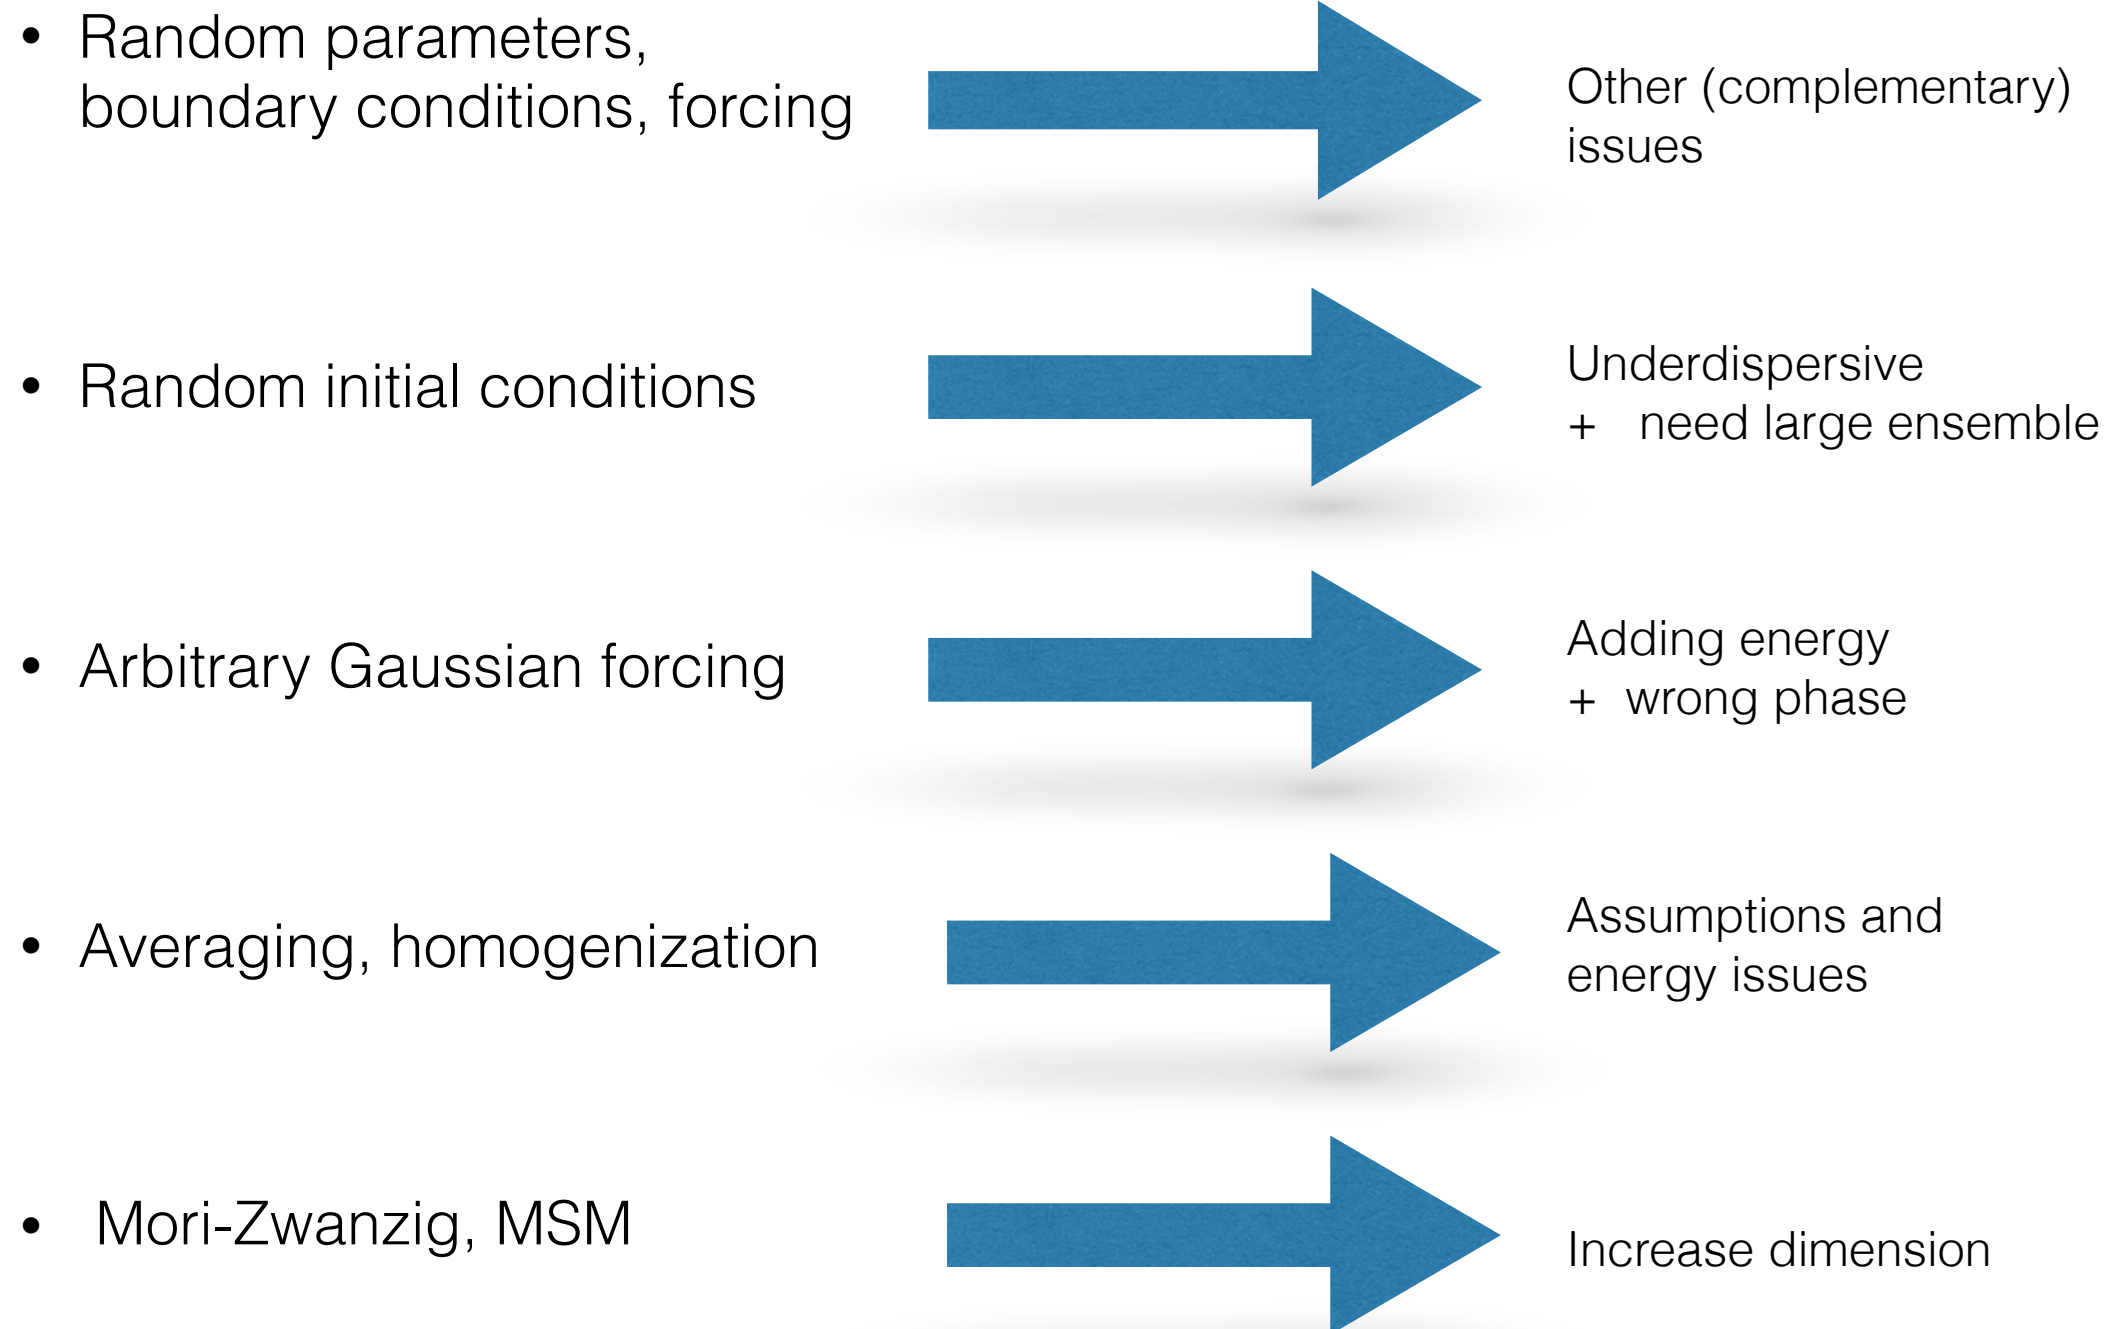 • Random parameters,
boundary conditions, forcing
Other (complementary)
issues
• Random initial conditions
Underdispersive
+ need large ensemble
• Arbitrary Gaussian forcing
Adding energy
+ wrong phase
• Averaging, homogenization
Assumptions and
energy issues
• Mori-Zwanzig, MSM
Increase dimension